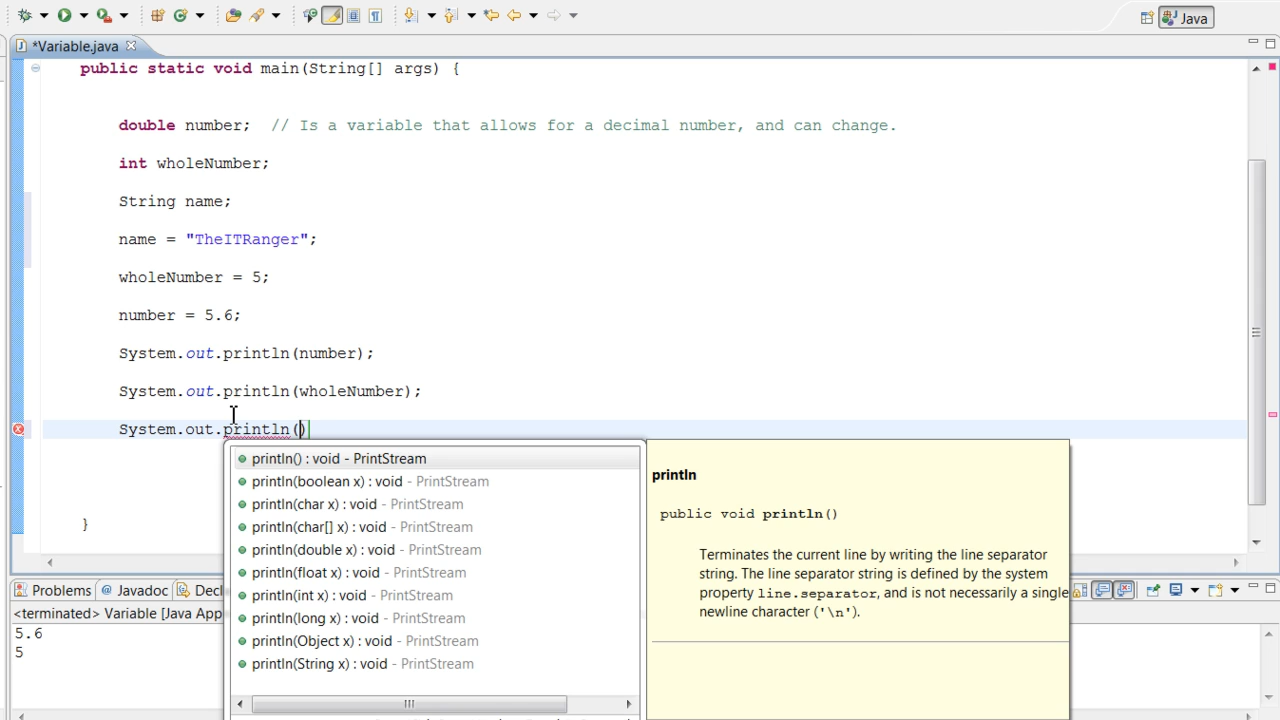 Java
*Variable.java
public static void main(String[] args) {
double number;  // Is a variable that allows for a decimal number, and can change.
int wholeNumber;
String name;
name = "TheITRanger";
wholeNumber = 5;
number = 5.6;
System.out.println(number);
System.out.println(wholeNumber);
System.out.println()
println() : void - PrintStream
println(boolean x) : void - PrintStream
println(char x) : void - PrintStream
println(char[] x) : void - PrintStream
println(double x) : void - PrintStream
println(float x) : void - PrintStream
println(int x) : void - PrintStream
println(long x) : void - PrintStream
println(Object x) : void - PrintStream
println(String x) : void - PrintStream
println
public void println()
Terminates the current line by writing the line separator
string. The line separator string is defined by the system
property line.separator, and is not necessarily a single
newline character ('\n').
}
Problems @ Javadoc Decl
<terminated> Variable [Java App
5.6
5